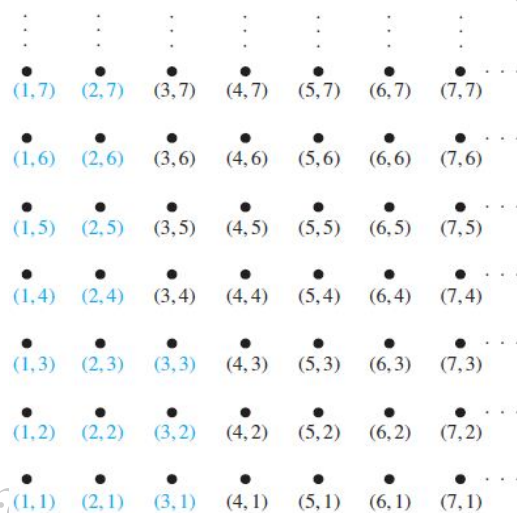 (1, 7) (2, 7) (3, 7) (4, 7) (5, 7) (6, 7) (7, 7)
(1, 6) (2, 6) (3, 6) (4, 6) (5, 6) (6, 6) (7, 6)
(1, 5) (2, 5) (3, 5) (4, 5) (5, 5) (6, 5) (7, 5)
(1, 4) (2, 4) (3, 4) (4, 4) (5, 4) (6, 4) (7, 4)
(1, 3) (2, 3) (3, 3) (4, 3) (5, 3) (6, 3) (7, 3)
(1, 2) (2, 2) (3, 2) (4, 2) (5, 2) (6, 2) (7, 2)
(1, 1) (2, 1) (3, 1) (4, 1) (5, 1) (6, 1) (7, 1)